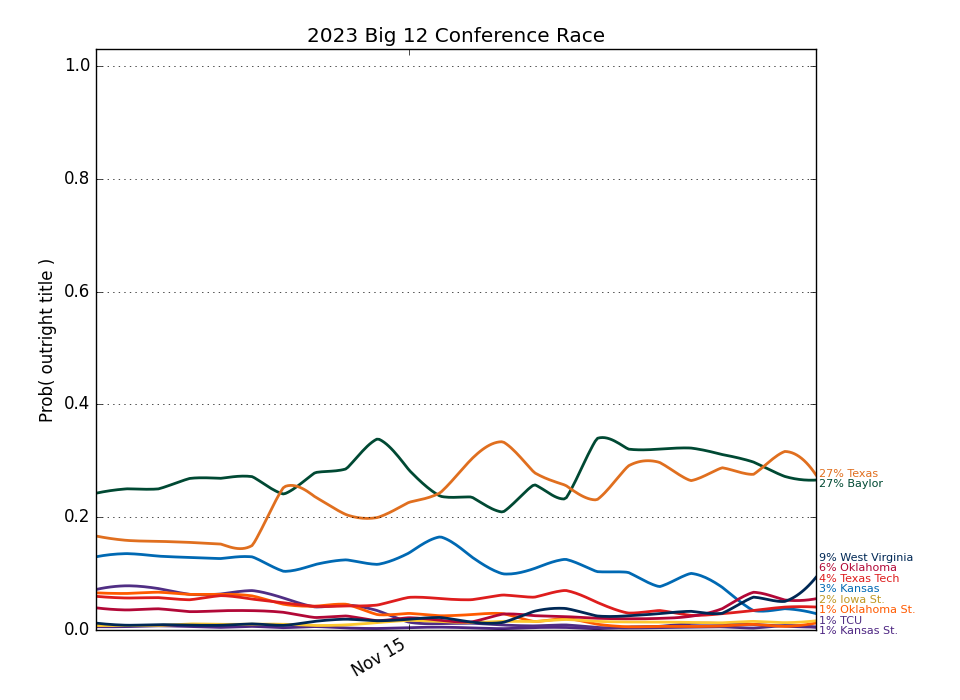 2023 Big 12 Conference Race
1.0
0.8
0.6
0.4
0.2
0.0
Prob( outright title )
Nov 15
27% Texas
27% Baylor
9% West Virginia
6% Oklahoma
4% Texas Tech
3% Kansas
2% Iowa St.
1% Oklahoma St.
1% TCU
1% Kansas St.